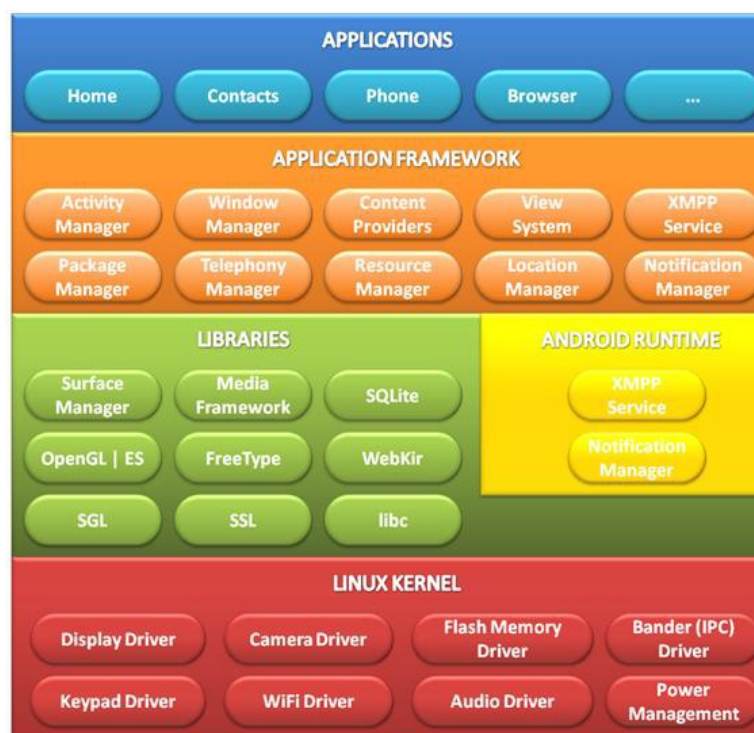 APPLICATIONS
Home
Contacts
Phone
Browser
...
APPLICATION FRAMEWORK
Activity
Manager
Window
Manager
Content
Providers
View
System
XMPP
Service
Package
Manager
Telephony
Manager
Resource
Manager
Location
Manager
Notification
Manager
LIBRARIES
Surface
Manager
Media
Framework
SQLite
OpenGL | ES
FreeType
WebKir
SGL
SSL
libc
ANDROID RUNTIME
XMPP
Service
Notification
Manager
LINUX KERNEL
Display Driver
Camera Driver
Flash Memory
Driver
Bander (IPC)
Driver
Keypad Driver
WiFi Driver
Audio Driver
Power
Management